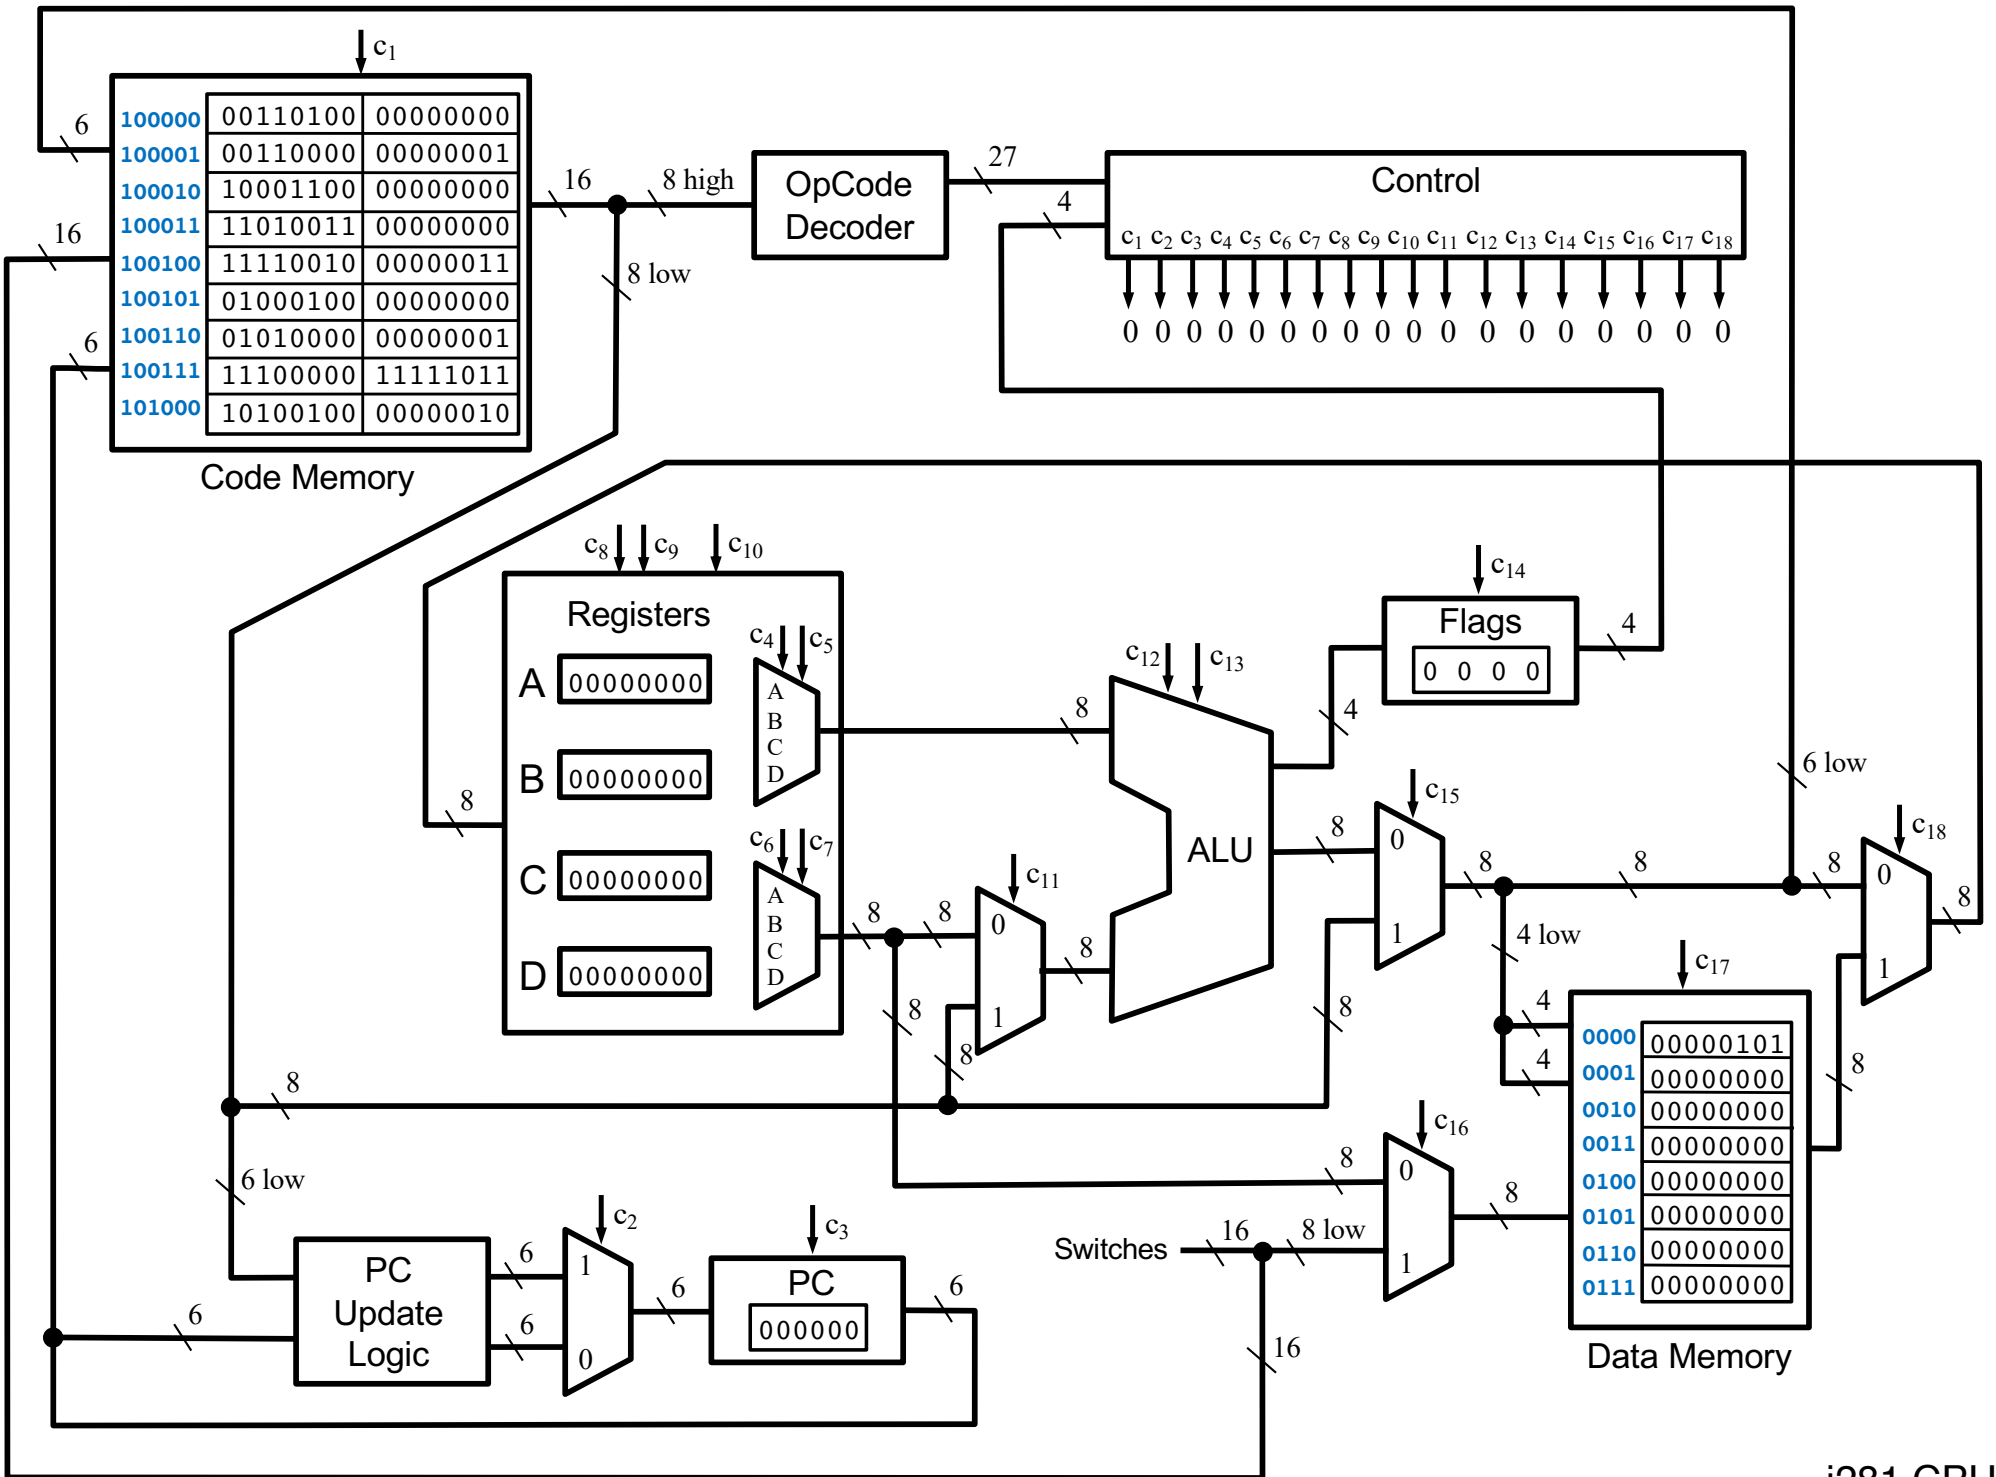 c1
100000 00110100 00000000
100001 00110000 00000001
100010 10001100 00000000
100011 11010011 00000000
100100 11110010 00000011
100101 01000100 00000000
100110 01010000 00000001
100111 11100000 11111011
101000 10100100 00000010
Code Memory
6
16
6
16
8 high
8 low
OpCode
Decoder
27
4
Control
c1 c2 c3 c4 c5 c6 c7 c8 c9 c10 c11 c12 c13 c14 c15 c16 c17 c18
0 0 0 0 0 0 0 0 0 0 0 0 0 0 0 0 0 0
c8 c9 c10
Registers
A 00000000
B 00000000
C 00000000
D 00000000
8
c4 c5
A
B
C
D
c6 c7
A
B
C
D
8
8
8
8
c11
0
1
8
8
c12 c13
ALU
4
8
c14
Flags
0 0 0 0
4
c15
0
1
8
8
8
8
6 low
4 low
c18
0
1
8
c17
4
4
0000 00000101
0001 00000000
0010 00000000
0011 00000000
0100 00000000
0101 00000000
0110 00000000
0111 00000000
Data Memory
8
8
6 low
PC
Update
Logic
6
6
6
c2
1
0
6
c3
PC
000000
6
Switches
16
8 low
16
8
c16
0
1
8